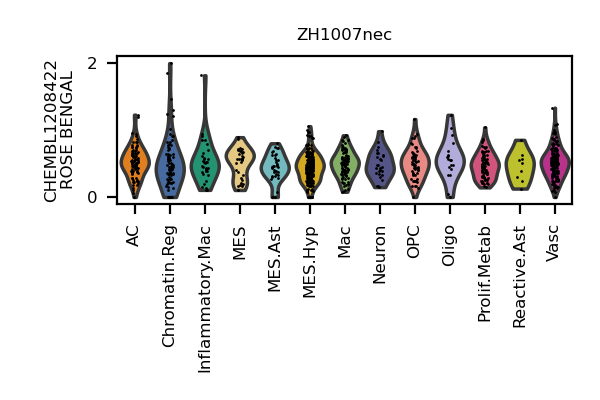 ZH1007nec
CHEMBL1208422
ROSE BENGAL
2
0
AC
Chromatin.Reg
Inflammatory.Mac
MES
MES.Ast
MES.Hyp
Mac
Neuron
OPC
Oligo
Prolif.Metab
Reactive.Ast
Vasc